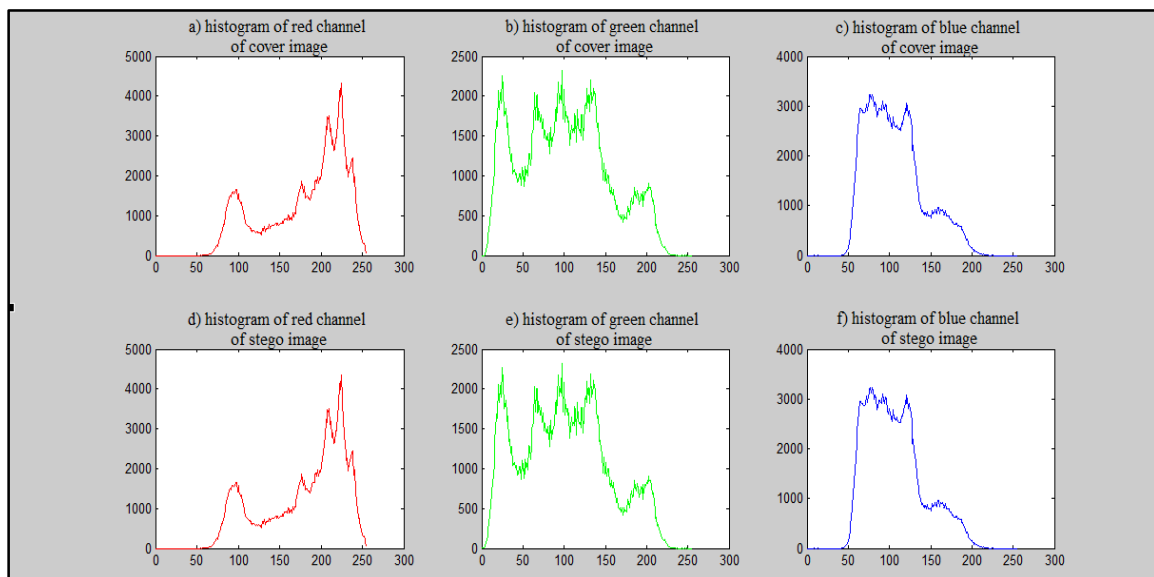 a) histogram of red channel
of cover image
b) histogram of green channel
of cover image
c) histogram of blue channel
of cover image
5000
4000
3000
2000
1000
0
0 50 100 150 200 250 300
2500
2000
1500
1000
500
0
0 50 100 150 200 250 300
4000
3000
2000
1000
0
0 50 100 150 200 250 300
d) histogram of red channel
of stego image
e) histogram of green channel
of stego image
f) histogram of blue channel
of stego image
5000
4000
3000
2000
1000
0
0 50 100 150 200 250 300
2500
2000
1500
1000
500
0
0 50 100 150 200 250 300
4000
3000
2000
1000
0
0 50 100 150 200 250 300